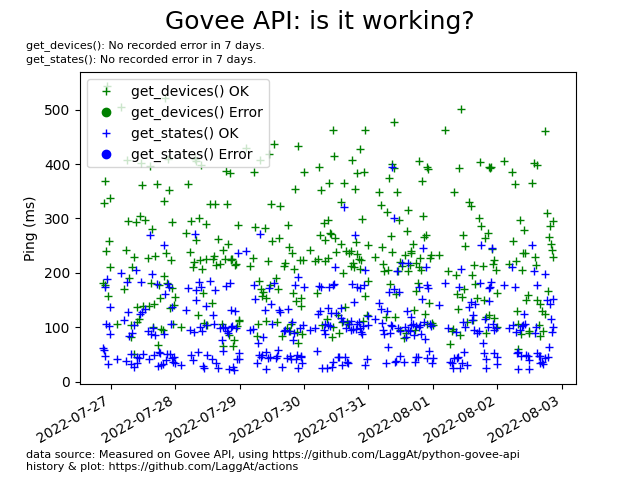 Govee API: is it working?
get_devices(): No recorded error in 7 days.
get_states(): No recorded error in 7 days.
get_devices() OK
get_devices() Error
get_states() OK
get_states() Error
Ping (ms)
500
400
300
200
100
0
2022-07-27
2022-07-28
2022-07-29
2022-07-30
2022-07-31
2022-08-01
2022-08-02
2022-08-03
data source: Measured on Govee API, using https://github.com/LaggAt/python-govee-api
history & plot: https://github.com/LaggAt/actions